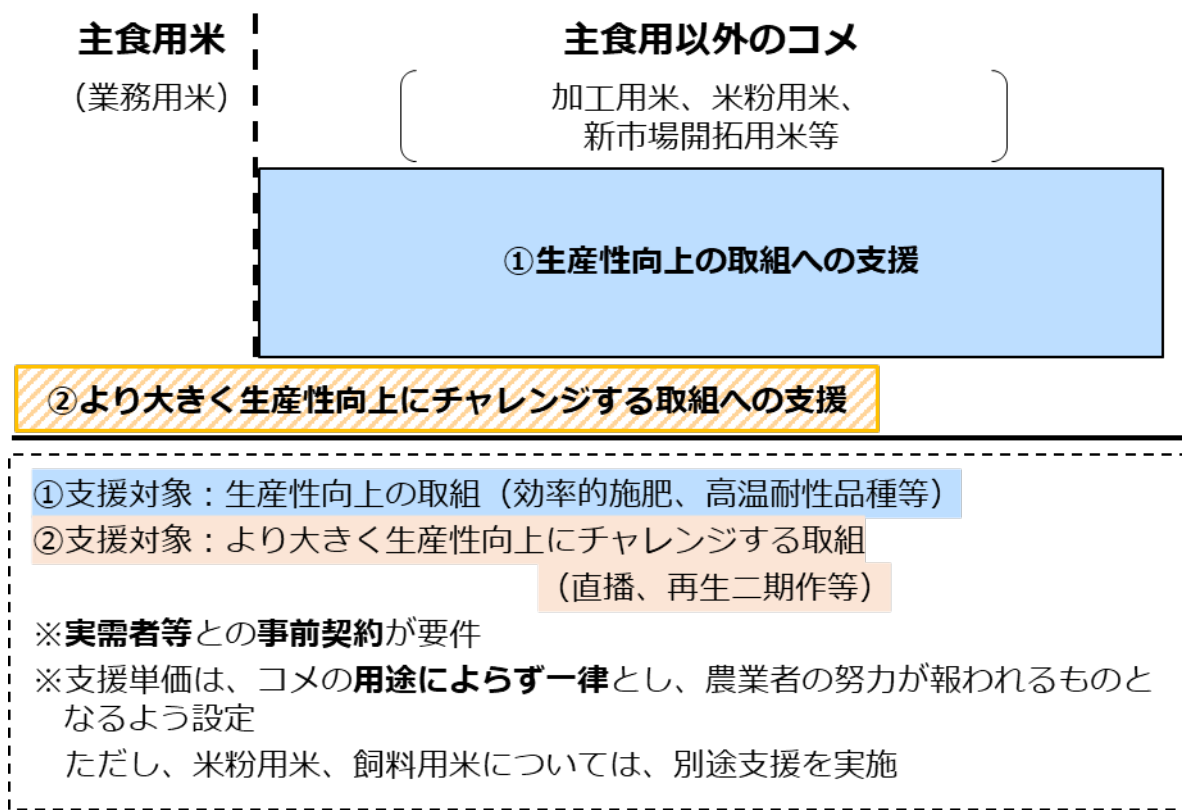 主食用米
（業務用米）
主食用以外のコメ
加工用米、米粉用米、
新市場開拓用米等
①生産性向上の取組への支援
②より大きく生産性向上にチャレンジする取組への支援
①支援対象：生産性向上の取組（効率的施肥、高温耐性品種等）
②支援対象：より大きく生産性向上にチャレンジする取組
（直播、再生二期作等）
※実需者等との事前契約が要件
※支援単価は、コメの用途によらず一律とし、農業者の努力が報われるものと
なるよう設定
ただし、米粉用米、飼料用米については、別途支援を実施